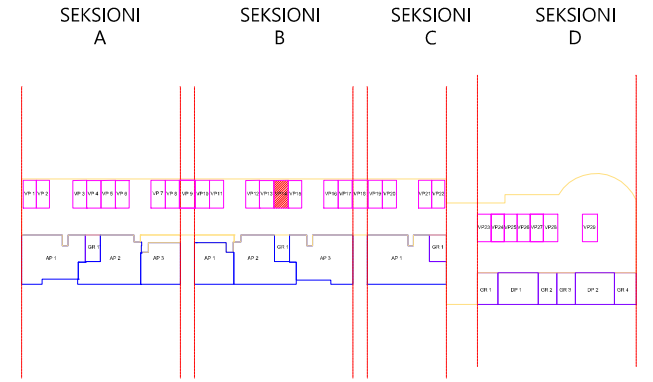 SEKSIONI SEKSIONI SEKSIONI SEKSIONI
A B C D
VP 1 VP 2 VP 3 VP 4 VP 5 VP 6 VP 7 VP 8 VP 9 VP10 VP11 VP12 VP13 VP14 VP15 VP16 VP17 VP18 VP19 VP20 VP21 VP22
VP23 VP24 VP25 VP26 VP27 VP28 VP29
GR 1 GR 1 GR 1
AP 1 AP 2 AP 3 AP 1 AP 2 AP 3 AP 1
GR 1 DP 1 GR 2 GR 3 DP 2 GR 4